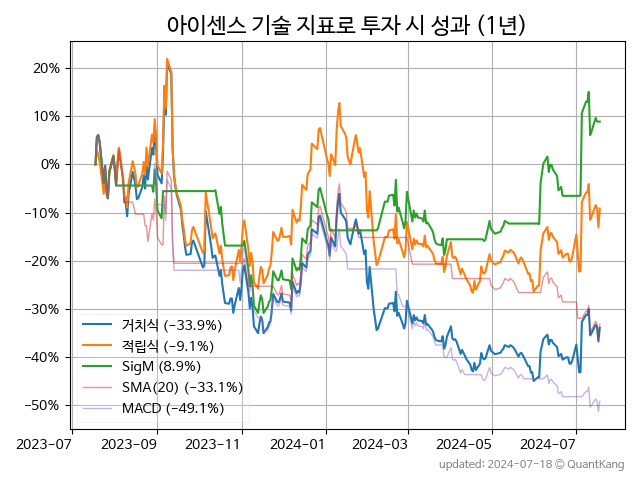 아이센스 기술 지표로 투자 시 성과 (1년)
20%
10%
0%
−10%
−20%
−30%
−40%
−50%
거치식 (−33.9%)
적립식 (−9.1%)
SigM (8.9%)
SMA(20) (−33.1%)
MACD (−49.1%)
2023−07 2023−09 2023−11 2024−01 2024−03 2024−05 2024−07
updated: 2024−07−18 © QuantKang